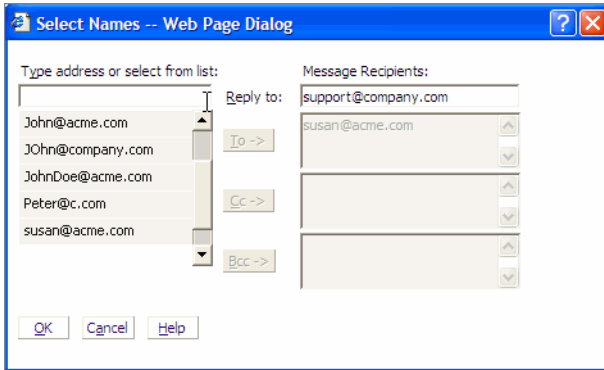 Select Names -- Web Page Dialog
Type address or select from list:
Message Recipients:
Reply to:
support@company.com
John@acme.com
JOhn@company.com
JohnDoe@acme.com
Peter@c.com
susan@acme.com
To ->
susan@acme.com
Cc ->
Bcc ->
OK Cancel Help